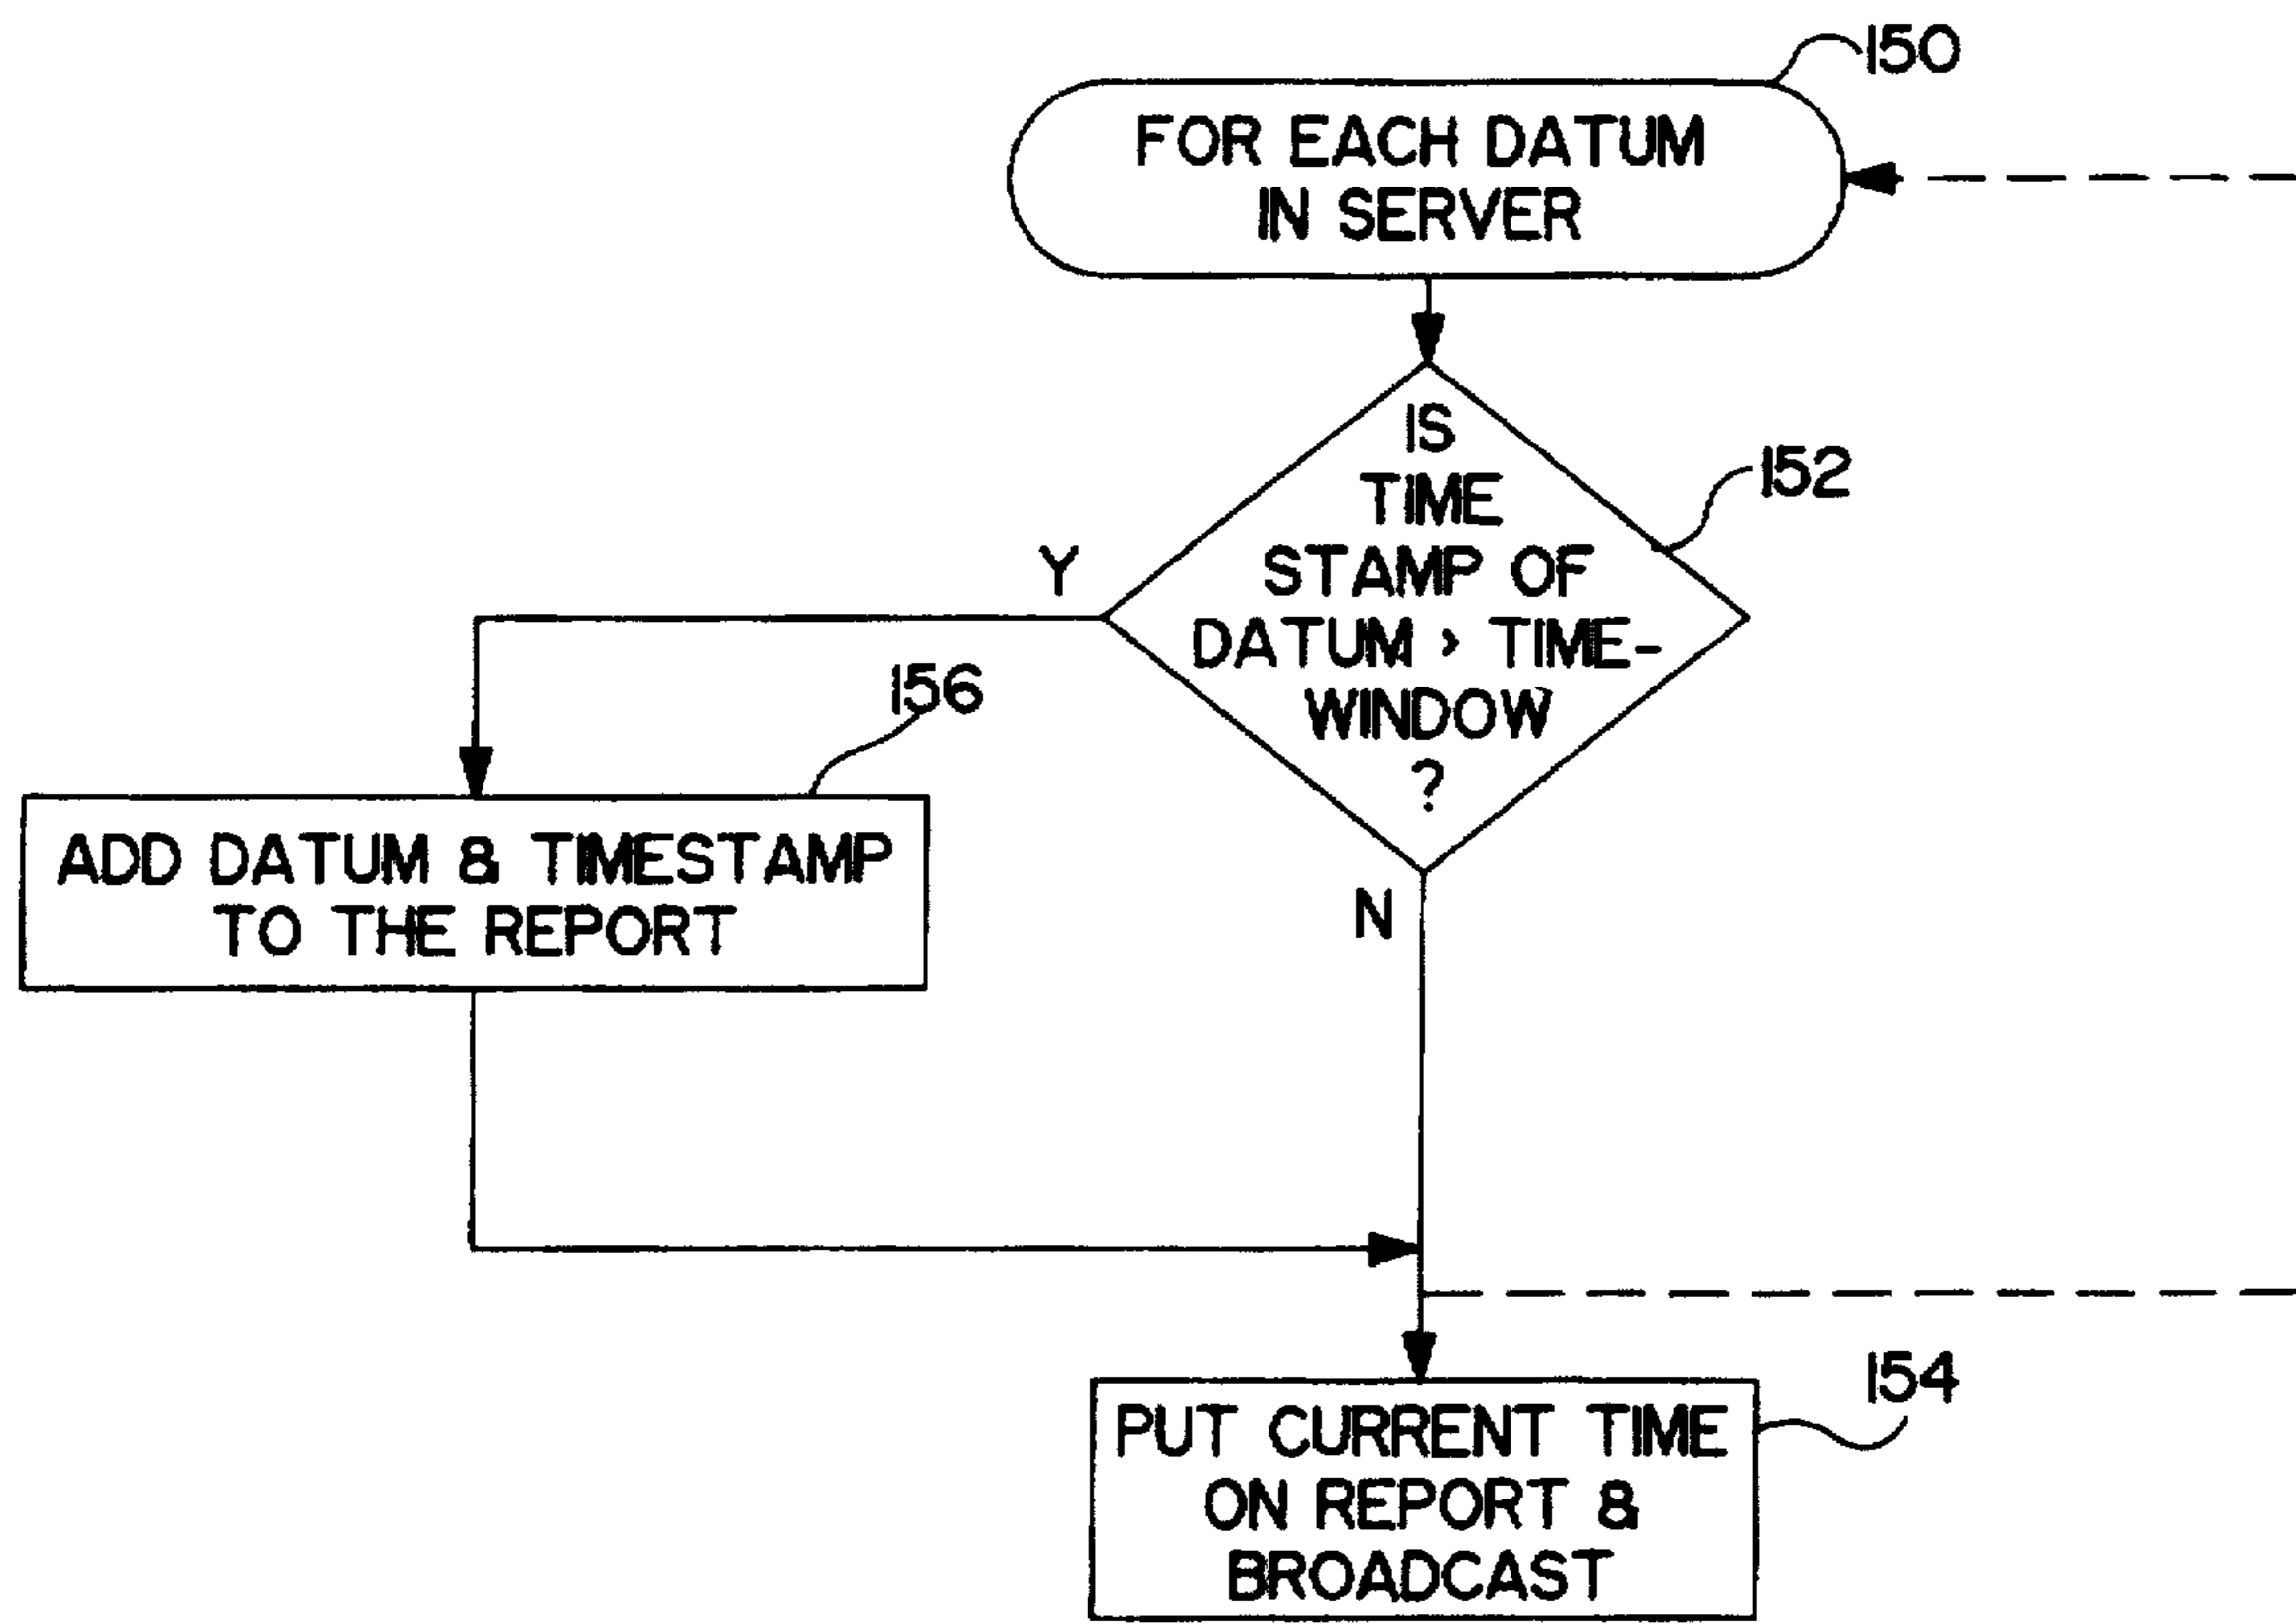 150
FOR EACH DATUM
IN SERVER
IS
TIME
STAMP OF
DATUM > TIME-
WINDOW
?
152
Y
156
ADD DATUM & TIMESTAMP
TO THE REPORT
N
154
PUT CURRENT TIME
ON REPORT &
BROADCAST